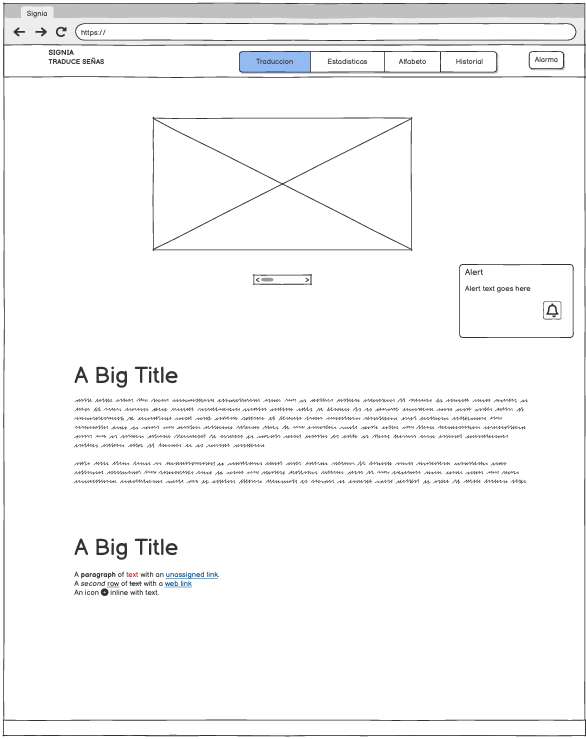 Signia
https://
SIGNIA
TRADUCE SEÑAS
Traduccion
Estadisticas
Alfabeto
Historial
Alarma
Alert
Alert text goes here
A Big Title
A Big Title
A paragraph of text with an unassigned link.
A second row of text with a web link
An icon inline with text.